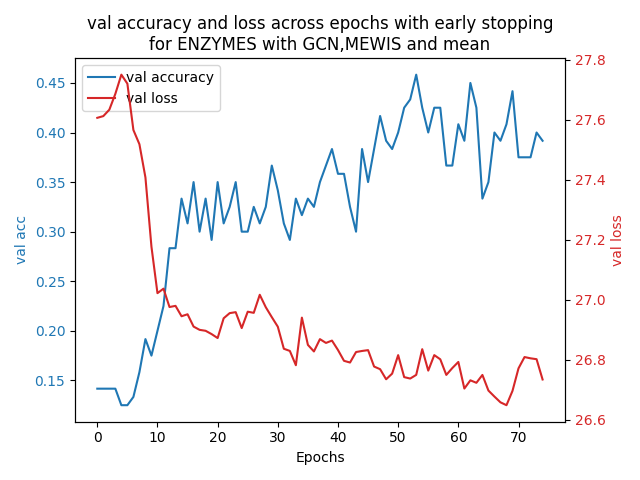 val accuracy and loss across epochs with early stopping
for ENZYMES with GCN,MEWIS and mean
val accuracy
val loss
0.45
0.40
0.35
0.30
0.25
0.20
0.15
val acc
27.8
27.6
27.4
27.2
27.0
26.8
26.6
val loss
0 10 20 30 40 50 60 70
Epochs